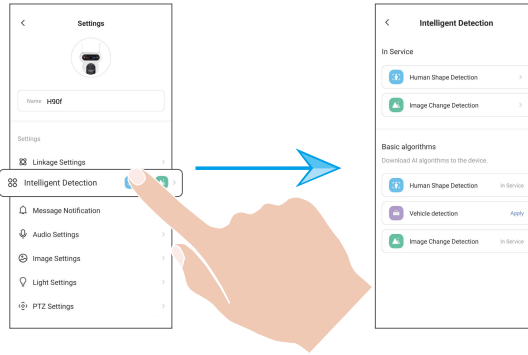 Settings
Name H90f
Settings
Linkage Settings
Intelligent Detection
Message Notification
Audio Settings
Image Settings
Light Settings
PTZ Settings
Intelligent Detection
In Service
Human Shape Detection
Image Change Detection
Basic algorithms
Download AI algorithms to the device.
Human Shape Detection In Service
Vehicle detection Apply
Image Change Detection In Service